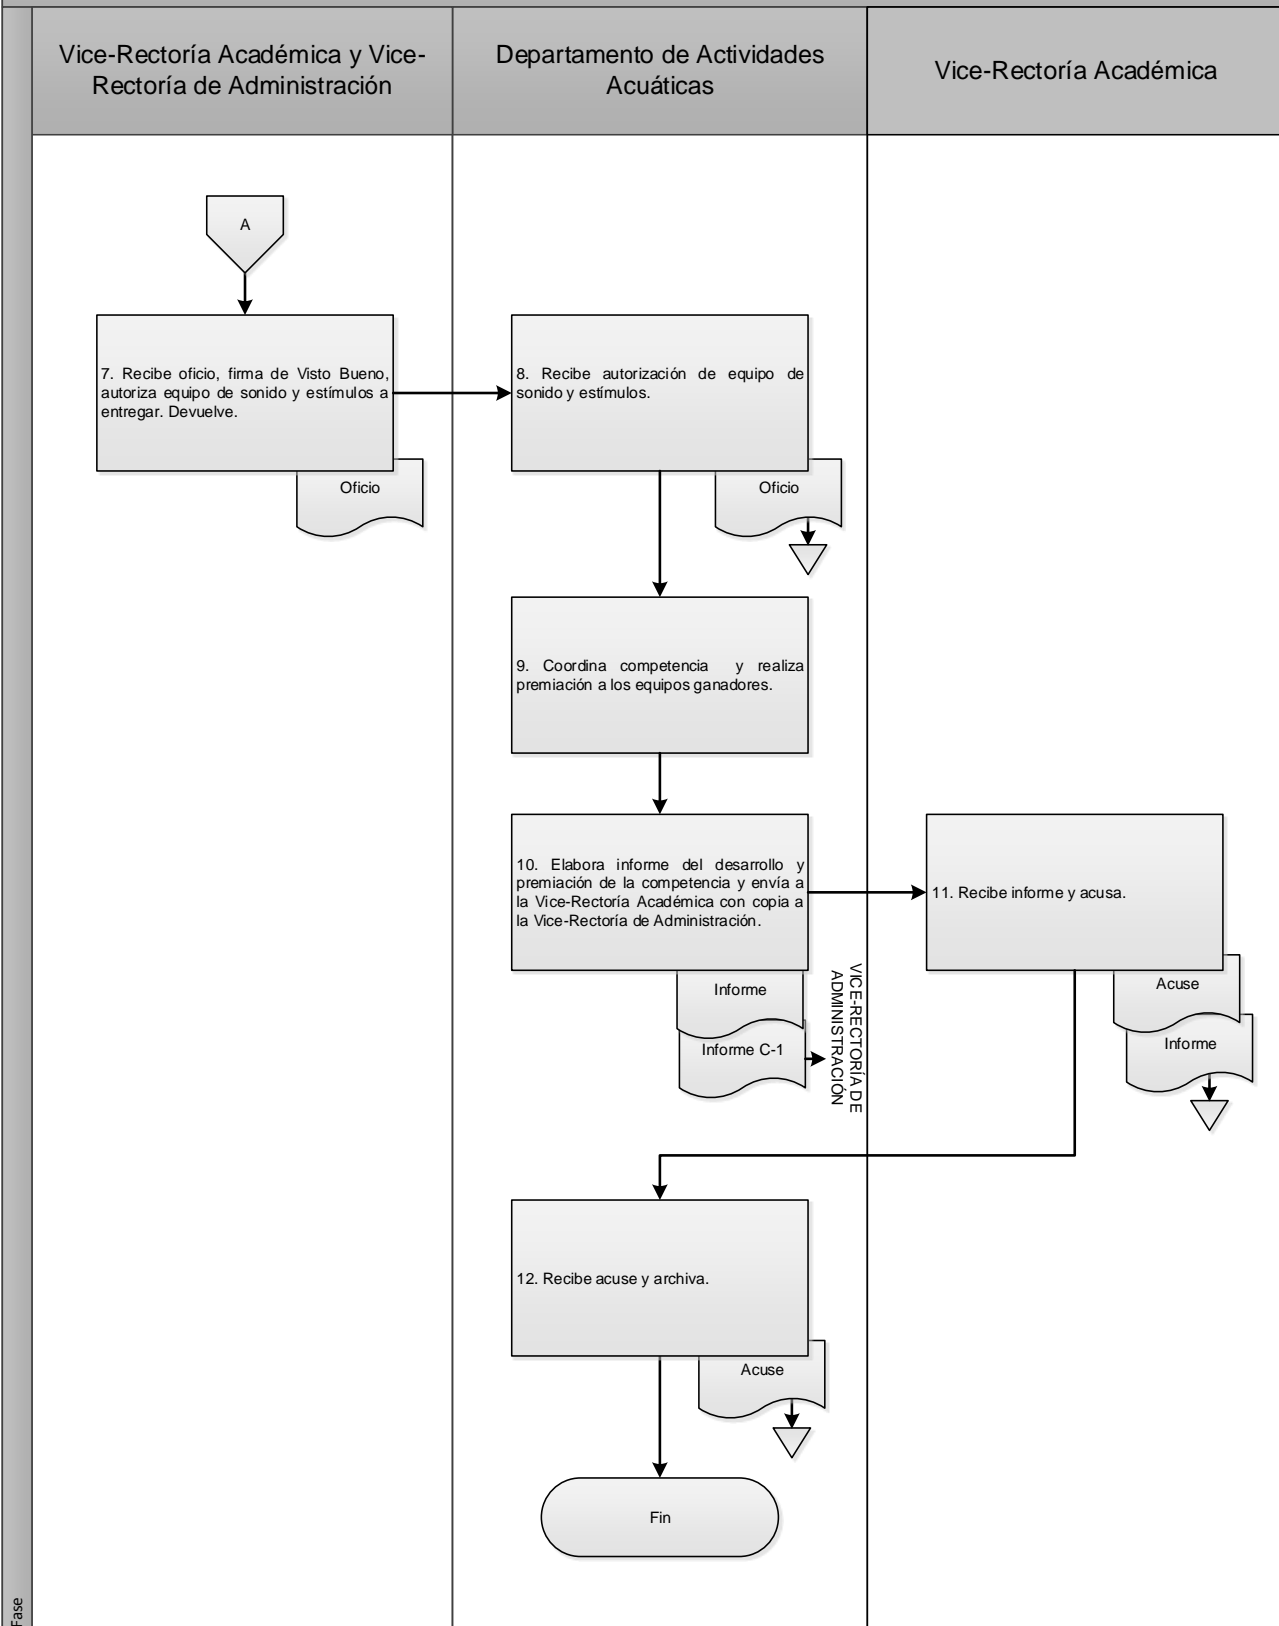 Vice-Rectoría Académica y Vice-
Rectoría de Administración
Departamento de Actividades
Acuáticas
Vice-Rectoría Académica
A
7. Recibe oficio, firma de Visto Bueno,
autoriza equipo de sonido y estímulos a
entregar. Devuelve.
Oficio
8. Recibe autorización de equipo de
sonido y estímulos.
Oficio
9. Coordina competencia y realiza
premiación a los equipos ganadores.
10. Elabora informe del desarrollo y
premiación de la competencia y envía a
la Vice-Rectoría Académica con copia a
la Vice-Rectoría de Administración.
Informe
Informe C-1
VICE-RECTORÍA DE
ADMINISTRACIÓN
11. Recibe informe y acusa.
Acuse
Informe
12. Recibe acuse y archiva.
Acuse
Fin
Fase